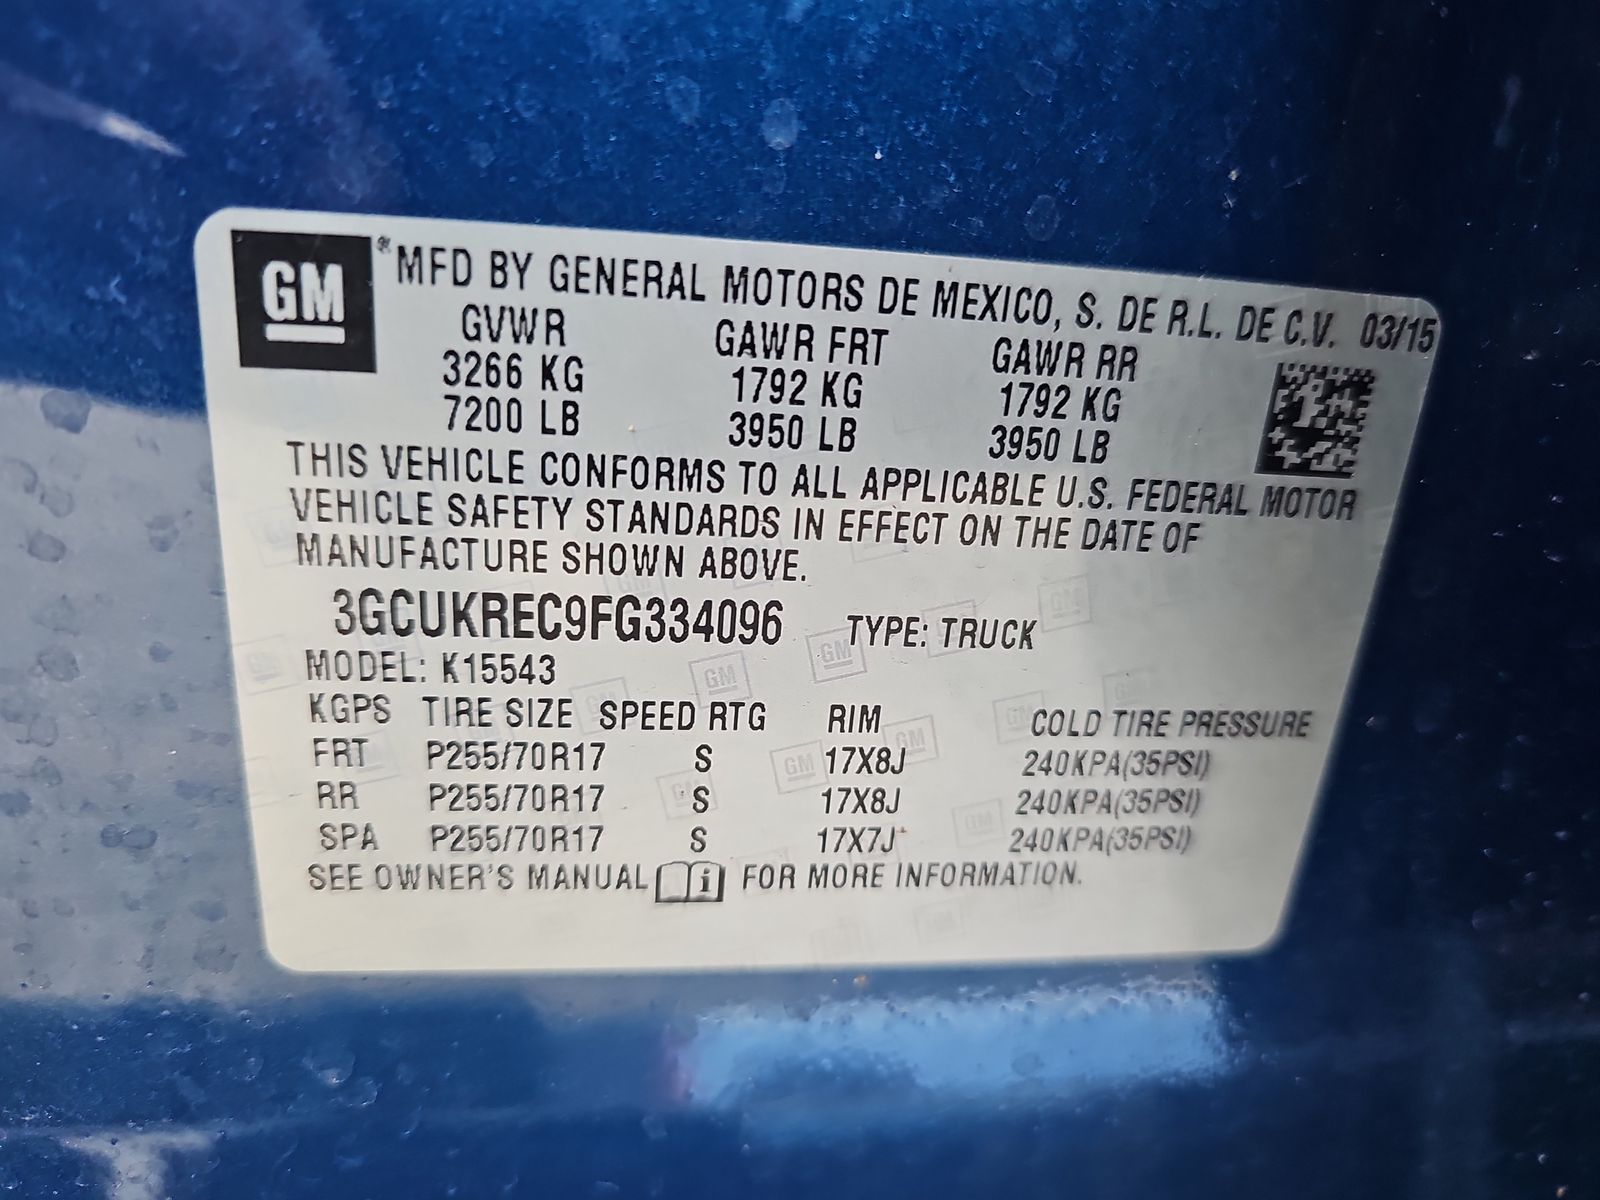 GM ® MFD BY GENERAL MOTORS DE MEXICO, S. DE R.L. DE C.V. 03/15
GVWR GAWR FRT GAWR RR
3266 KG 1792 KG 1792 KG
7200 LB 3950 LB 3950 LB
THIS VEHICLE CONFORMS TO ALL APPLICABLE U.S. FEDERAL MOTOR
VEHICLE SAFETY STANDARDS IN EFFECT ON THE DATE OF
MANUFACTURE SHOWN ABOVE.
3GCUKREC9FG334096 TYPE: TRUCK
MODEL: K15543
KGPS TIRE SIZE SPEED RTG RIM COLD TIRE PRESSURE
FRT P255/70R17 S 17X8J 240KPA(35PSI)
RR P255/70R17 S 17X8J 240KPA(35PSI)
SPA P255/70R17 S 17X7J 240KPA(35PSI)
SEE OWNER'S MANUAL i FOR MORE INFORMATION.